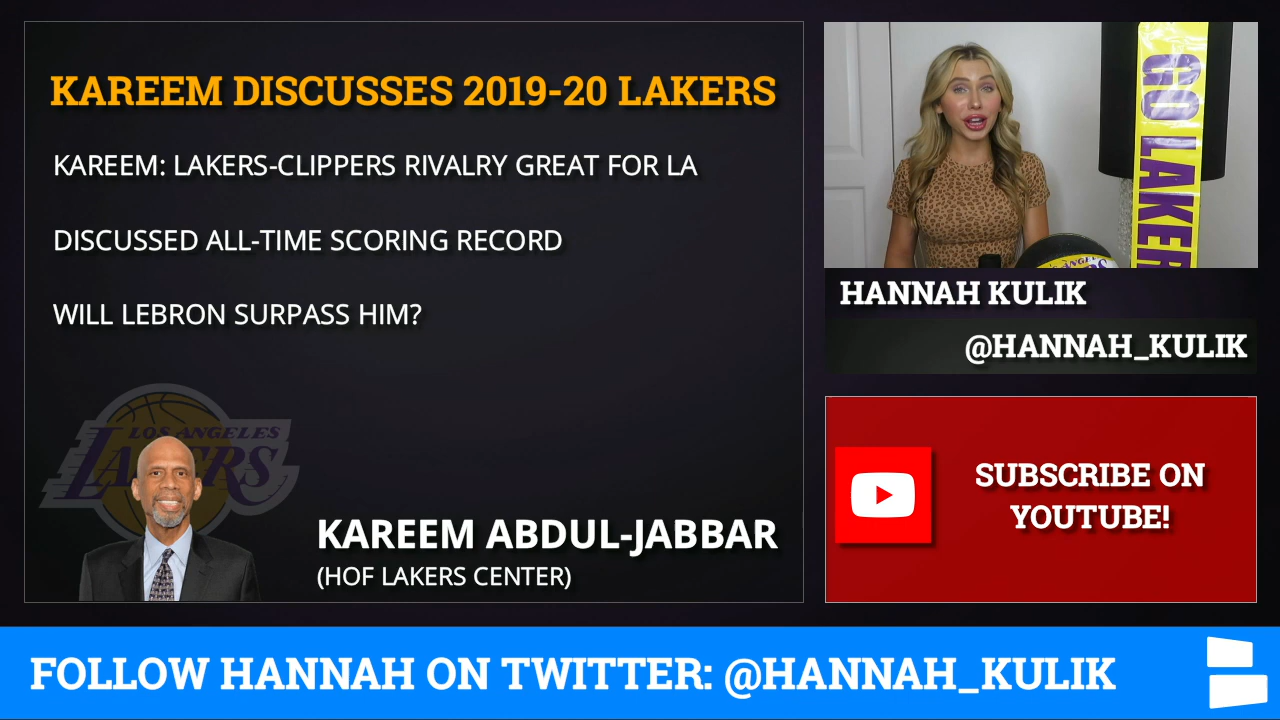 KAREEM DISCUSSES 2019-20 LAKERS
KAREEM: LAKERS-CLIPPERS RIVALRY GREAT FOR LA
DISCUSSED ALL-TIME SCORING RECORD
WILL LEBRON SURPASS HIM?
LOS ANGELES
LAKERS
KAREEM ABDUL-JABBAR
(HOF LAKERS CENTER)
GO LAKER
HANNAH KULIK
@HANNAH_KULIK
SUBSCRIBE ON
YOUTUBE!
FOLLOW HANNAH ON TWITTER: @HANNAH_KULIK